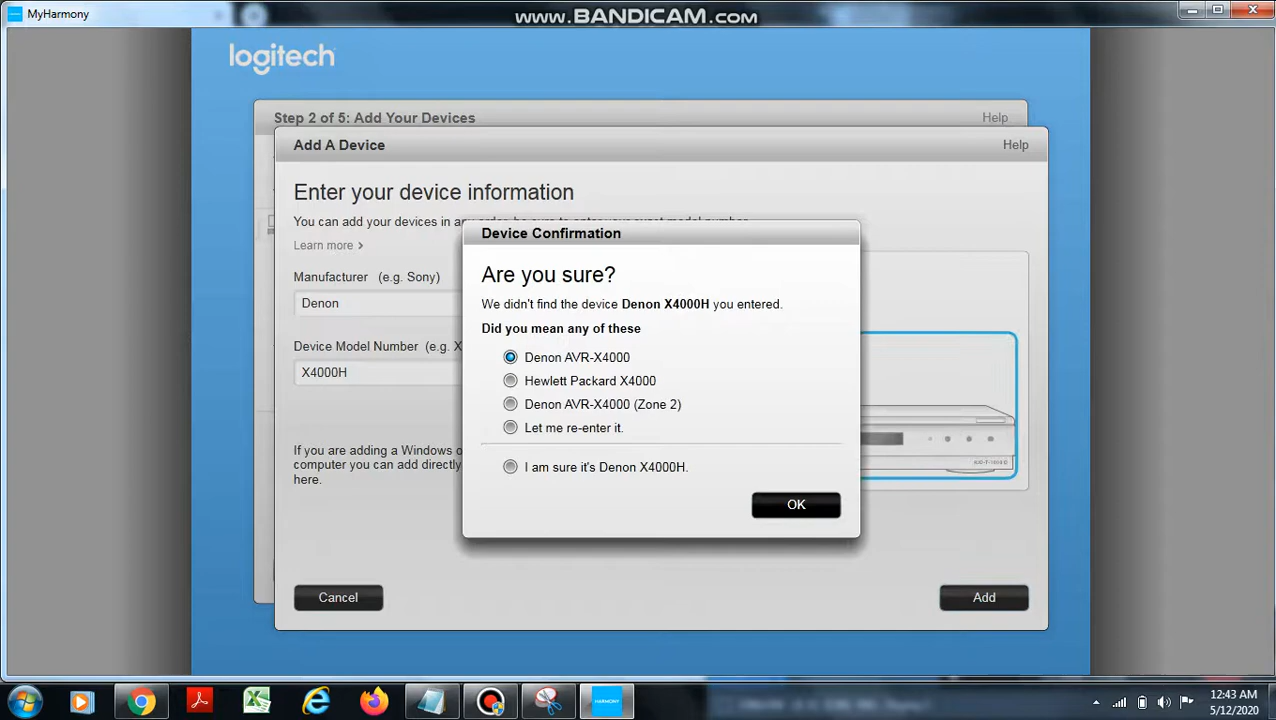 MyHarmony
www.BANDICAM.com
logitech
Step 2 of 5: Add Your Devices
Help
Add A Device
Help
Enter your device information
You can add your devices in any
Learn more >
Manufacturer (e.g. Sony)
Denon
Device Model Number (e.g. X
X4000H
If you are adding a Windows o
computer you can add directly
here.
Device Confirmation
Are you sure?
We didn't find the device Denon X4000H you entered.
Did you mean any of these
Denon AVR-X4000
Hewlett Packard X4000
Denon AVR-X4000 (Zone 2)
Let me re-enter it.
I am sure it's Denon X4000H.
OK
Cancel
Add
HARMONY
12:43 AM
5/12/2020